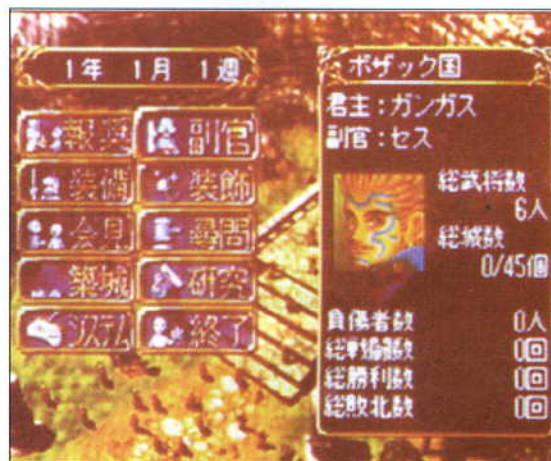 1年 1月 1週
報奨 副官
装備 装飾
会見 尋問
築城 研究
システム 終了
ボザック国
君主:ガンガス
副官:セス
総武将数
6人
総城数
0/45個
負傷者数 0人
総戦闘数 0回
総勝利数 0回
総敗北数 0回